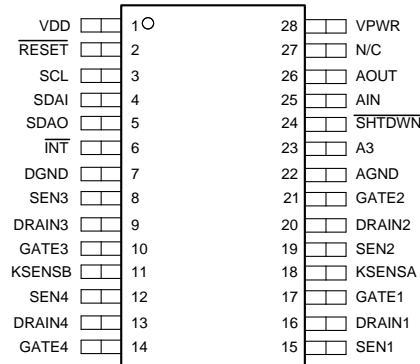 VDD 1 28 VPWR
RESET 2 27 N/C
SCL 3 26 AOUT
SDAI 4 25 AIN
SDAO 5 24 SHTDWN
INT 6 23 A3
DGND 7 22 AGND
SEN3 8 21 GATE2
DRAIN3 9 20 DRAIN2
GATE3 10 19 SEN2
KSENSB 11 18 KSENSA
SEN4 12 17 GATE1
DRAIN4 13 16 DRAIN1
GATE4 14 15 SEN1